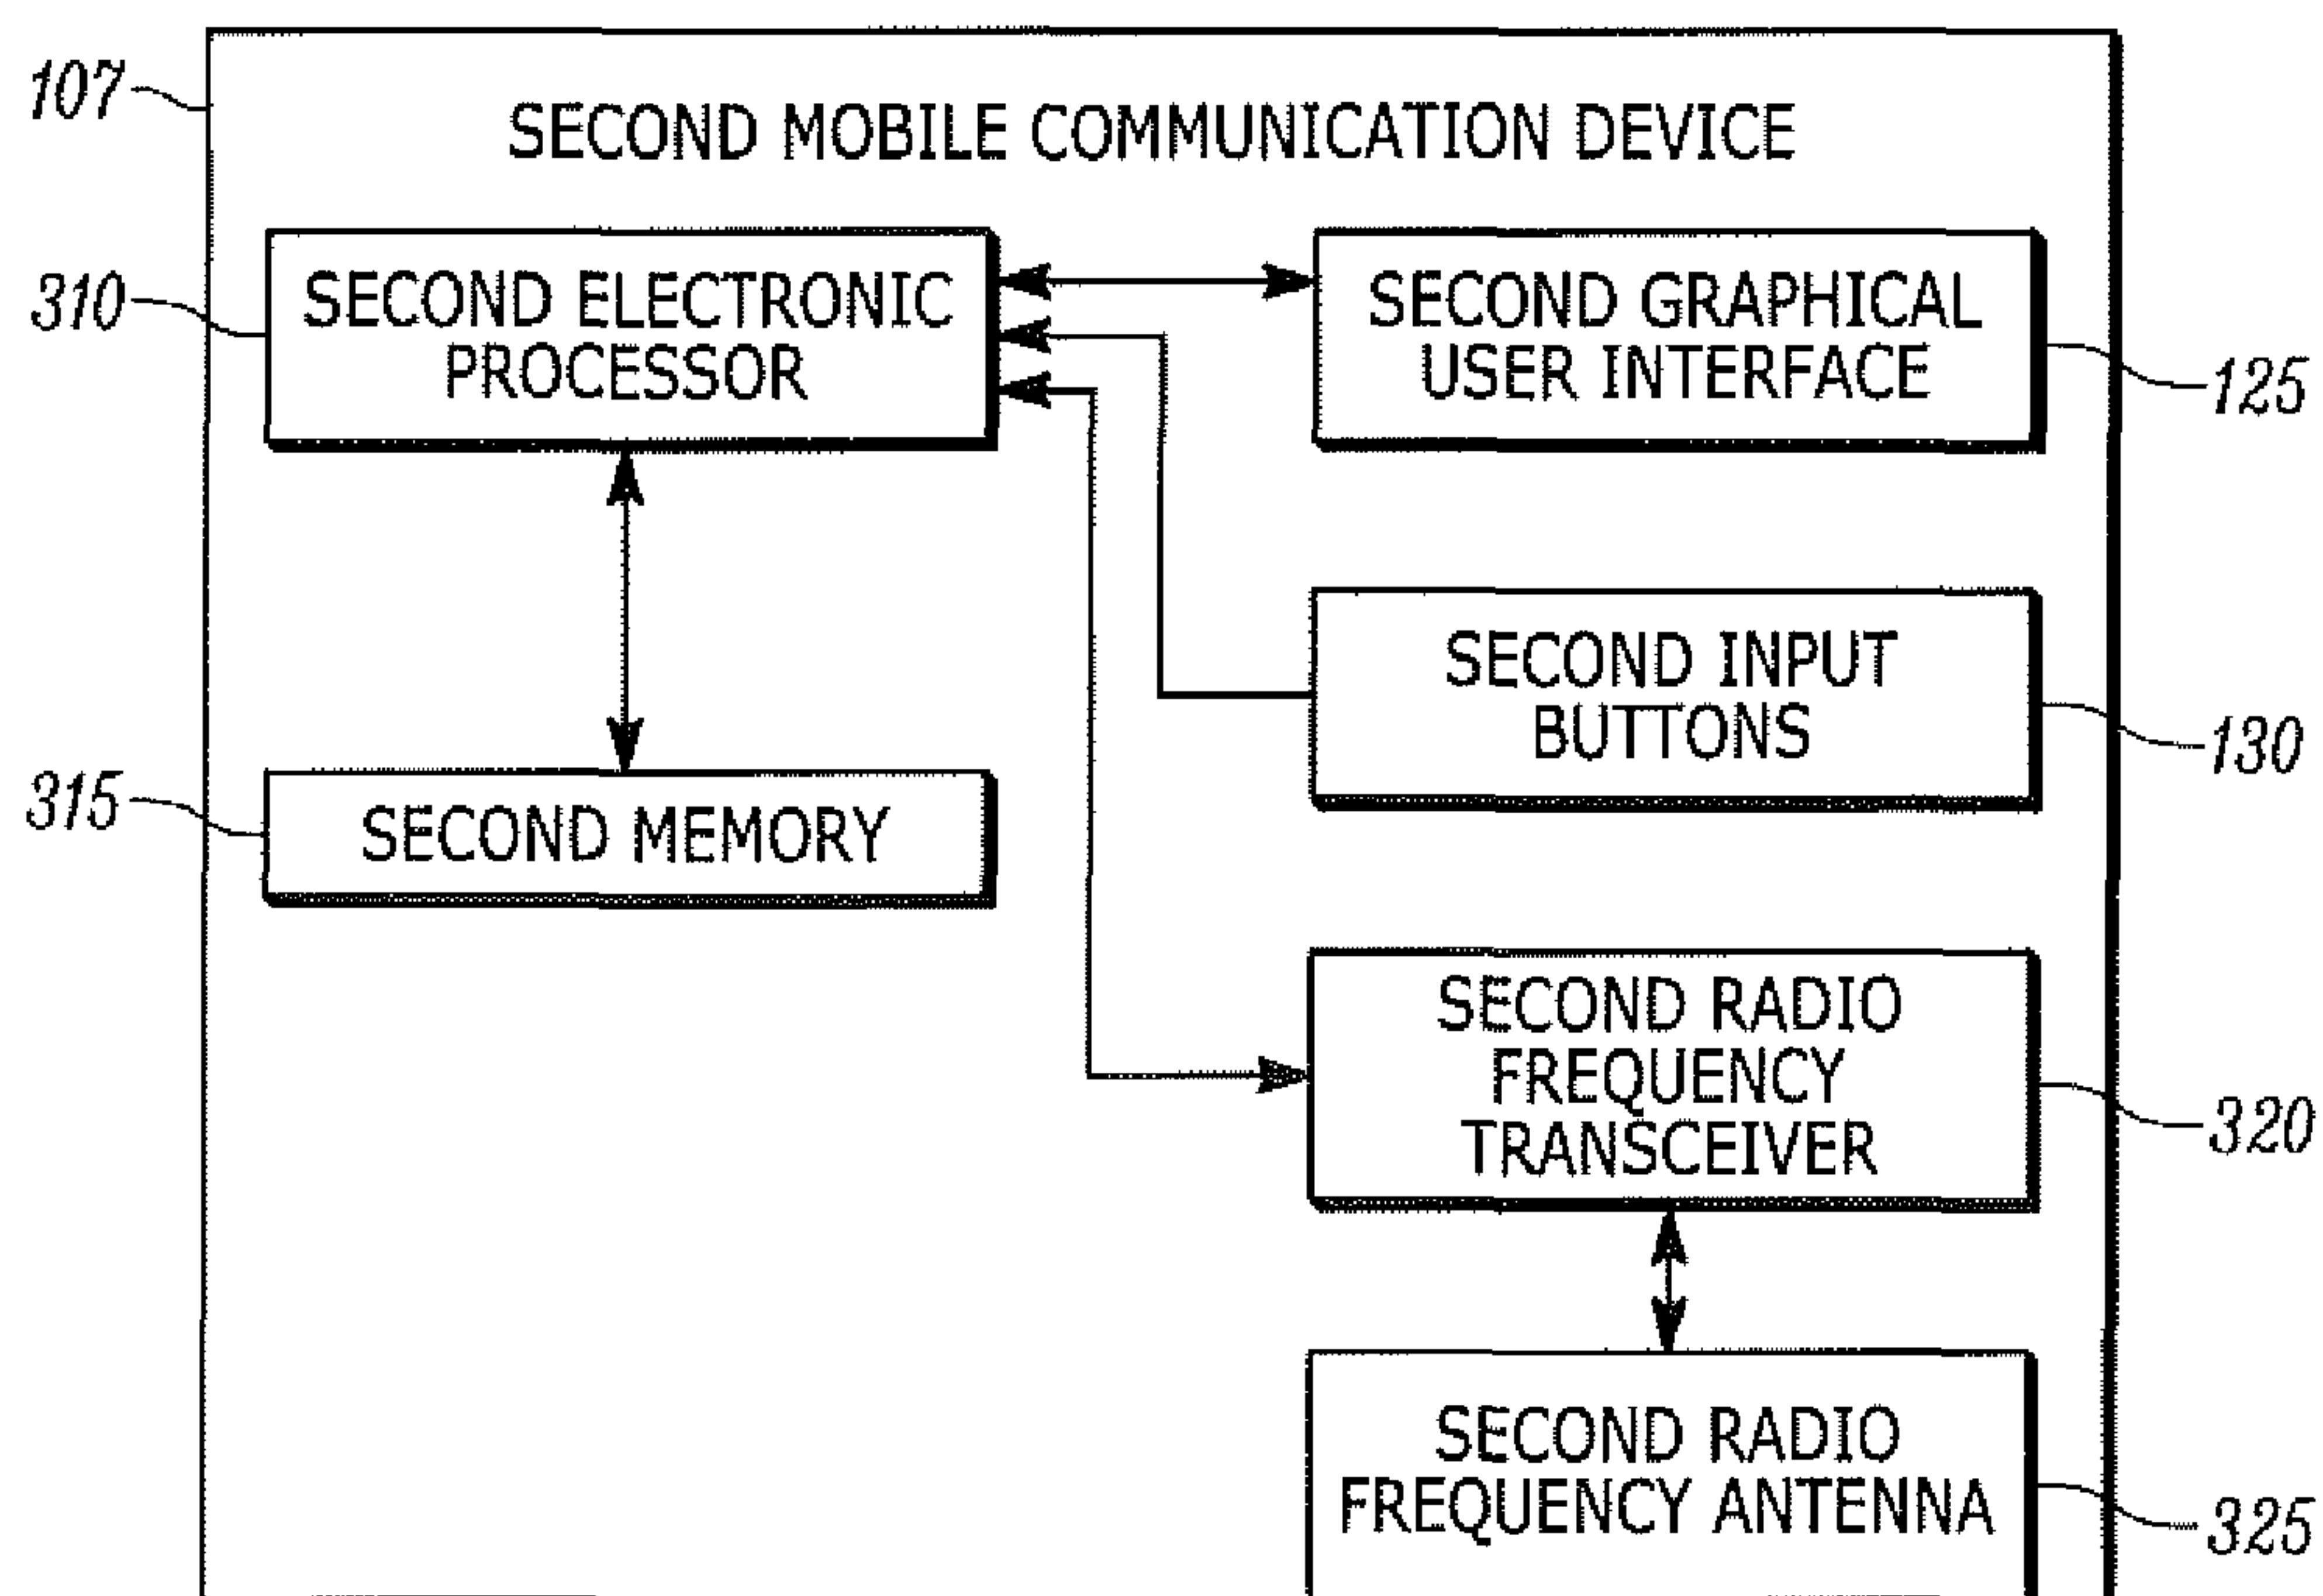 107
SECOND MOBILE COMMUNICATION DEVICE
310
SECOND ELECTRONIC
PROCESSOR
SECOND GRAPHICAL
USER INTERFACE
125
SECOND INPUT
BUTTONS
130
315
SECOND MEMORY
SECOND RADIO
FREQUENCY
TRANSCEIVER
320
SECOND RADIO
FREQUENCY ANTENNA
325